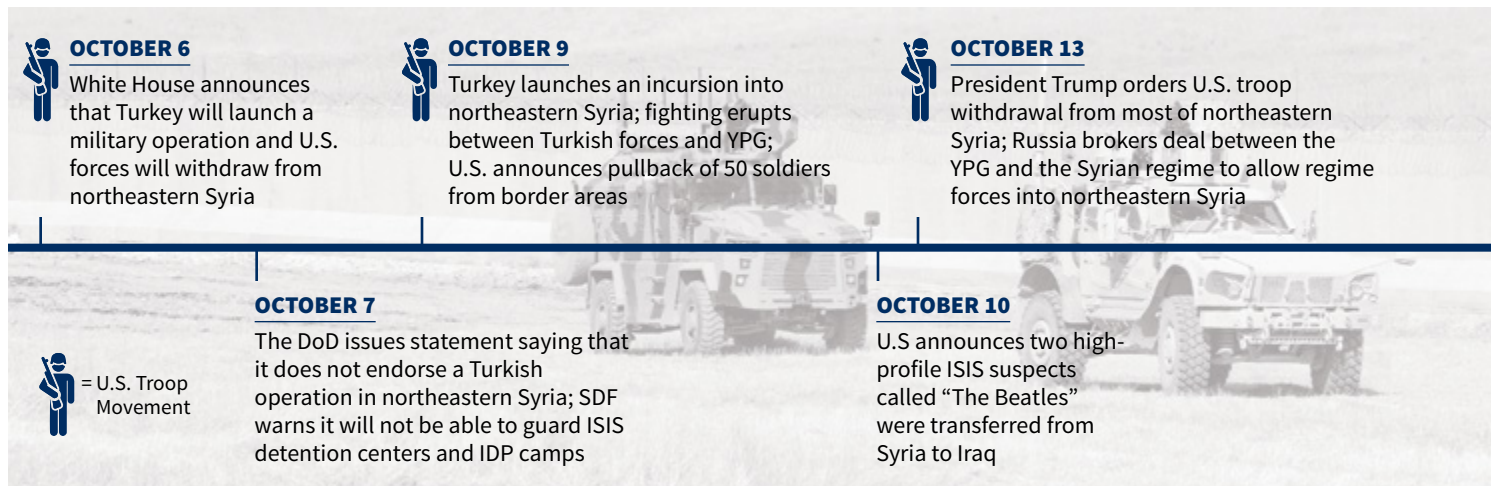 OCTOBER 6
White House announces
that Turkey will launch a
military operation and U.S.
forces will withdraw from
northeastern Syria
OCTOBER 9
Turkey launches an incursion into
northeastern Syria; fighting erupts
between Turkish forces and YPG;
U.S. announces pullback of 50 soldiers
from border areas
OCTOBER 13
President Trump orders U.S. troop
withdrawal from most of northeastern
Syria; Russia brokers deal between the
YPG and the Syrian regime to allow regime
forces into northeastern Syria
= U.S. Troop
Movement
OCTOBER 7
The DoD issues statement saying that
it does not endorse a Turkish
operation in northeastern Syria; SDF
warns it will not be able to guard ISIS
detention centers and IDP camps
OCTOBER 10
U.S announces two high-
profile ISIS suspects
called “The Beatles”
were transferred from
Syria to Iraq